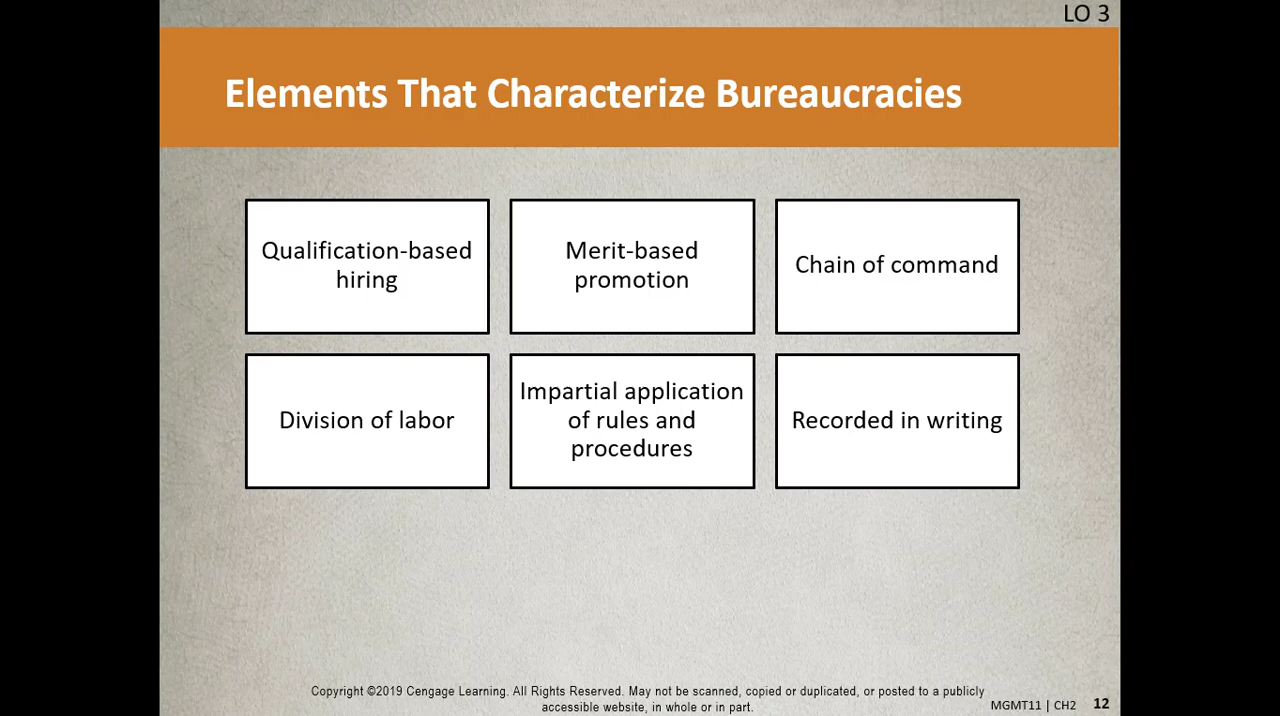 LO 3
Elements That Characterize Bureaucracies
Qualification-based
hiring
Merit-based
promotion
Chain of command
Division of labor
Impartial application
of rules and
procedures
Recorded in writing
Copyright ©2019 Cengage Learning. All Rights Reserved. May not be scanned, copied or duplicated, or posted to a publicly
accessible website, in whole or in part.
MGMT11 | CH2 12